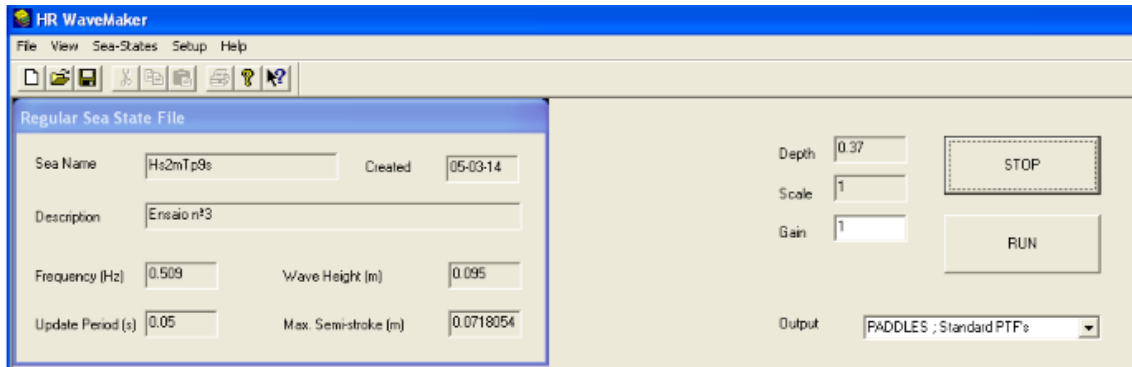 HR WaveMaker
File View Sea-States Setup Help
Regular Sea State File
Sea Name Hs2mTp9s Created 05-03-14
Description Ensaio nº3
Frequency (Hz) 0.509 Wave Height (m) 0.095
Update Period (s) 0.05 Max. Semi-stroke (m) 0.0718054
Depth 0.37
Scale 1
Gain 1
STOP
RUN
Output PADDLES ; Standard PTF's